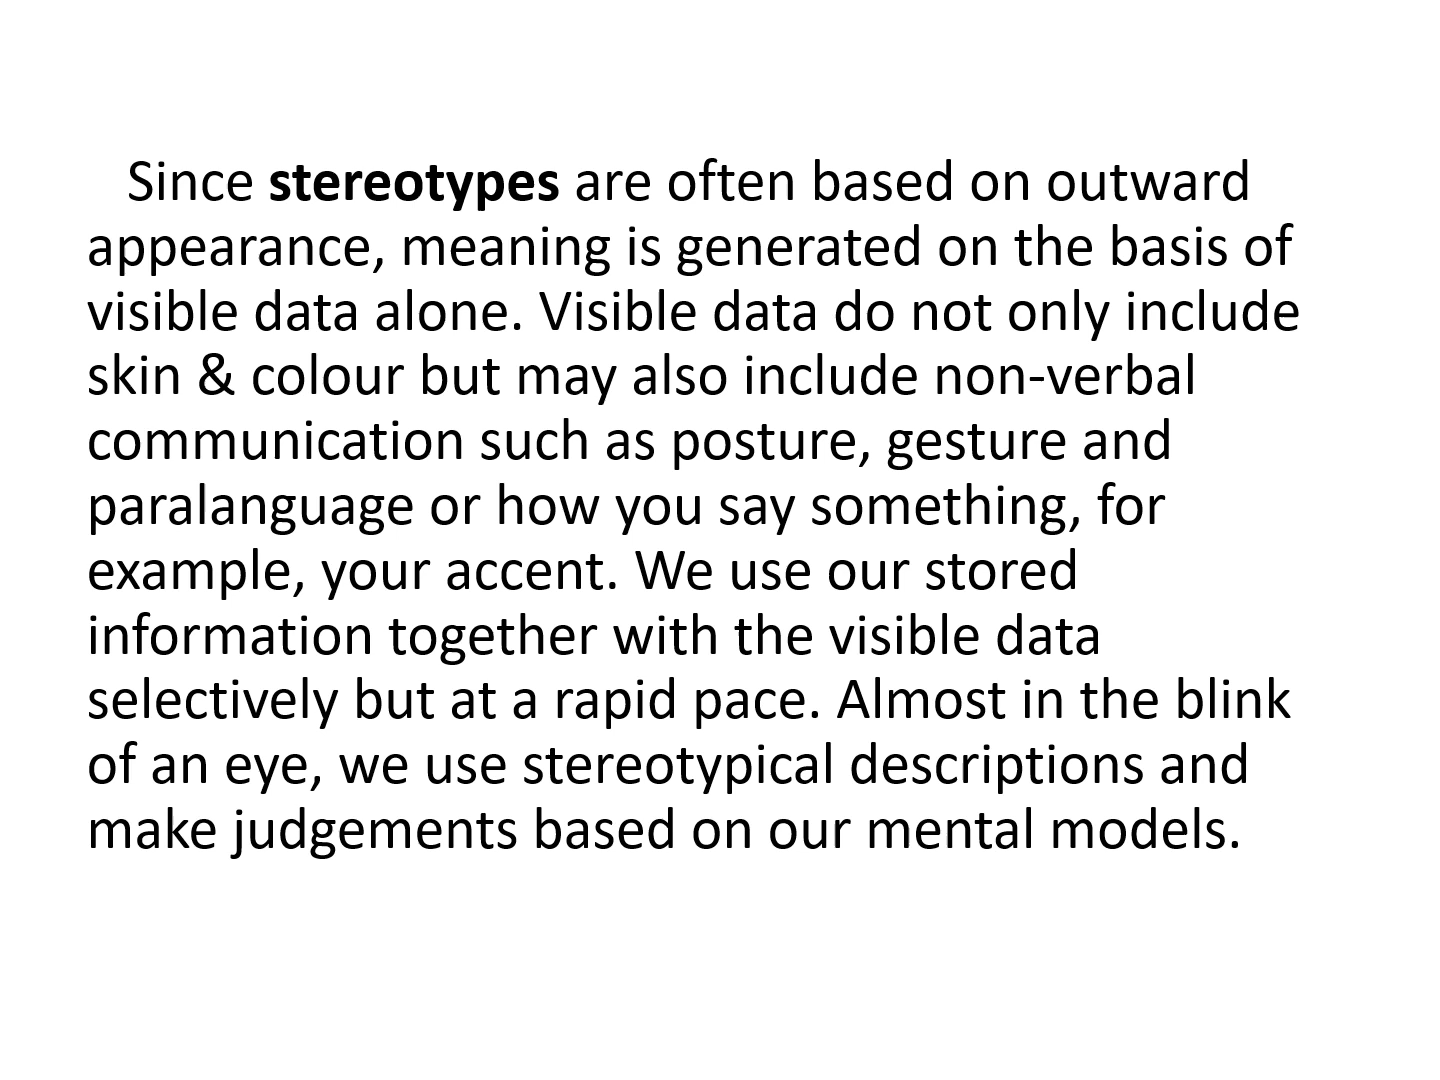 Since stereotypes are often based on outward
appearance, meaning is generated on the basis of
visible data alone. Visible data do not only include
skin & colour but may also include non-verbal
communication such as posture, gesture and
paralanguage or how you say something, for
example, your accent. We use our stored
information together with the visible data
selectively but at a rapid pace. Almost in the blink
of an eye, we use stereotypical descriptions and
make judgements based on our mental models.